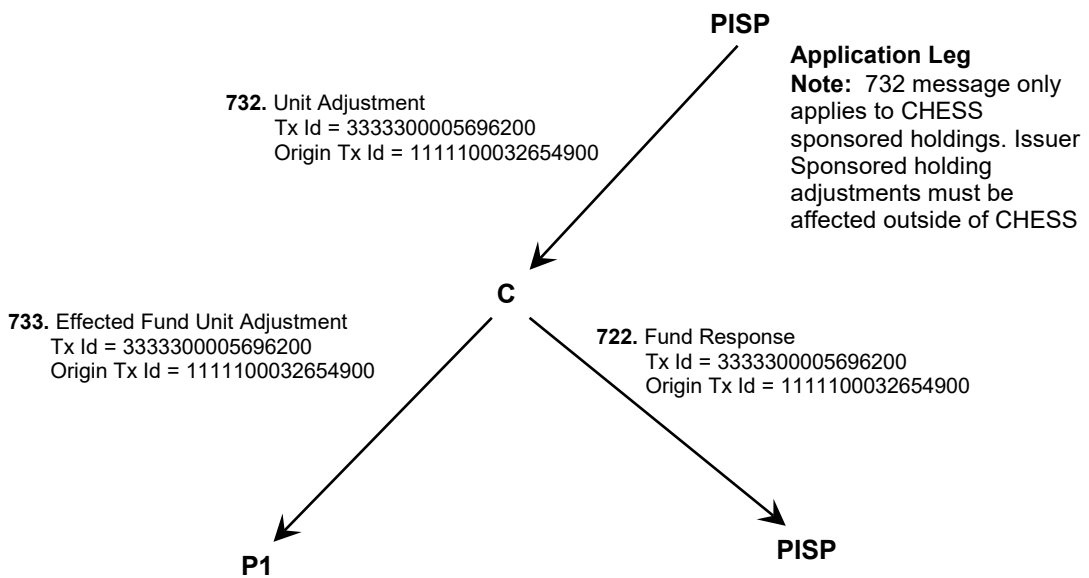 PISP
Application Leg
Note: 732 message only
applies to CHESS
sponsored holdings. Issuer
Sponsored holding
adjustments must be
affected outside of CHESS
732. Unit Adjustment
Tx Id = 3333300005696200
Origin Tx Id = 1111100032654900
C
733. Effected Fund Unit Adjustment
Tx Id = 3333300005696200
Origin Tx Id = 1111100032654900
722. Fund Response
Tx Id = 3333300005696200
Origin Tx Id = 1111100032654900
P1
PISP